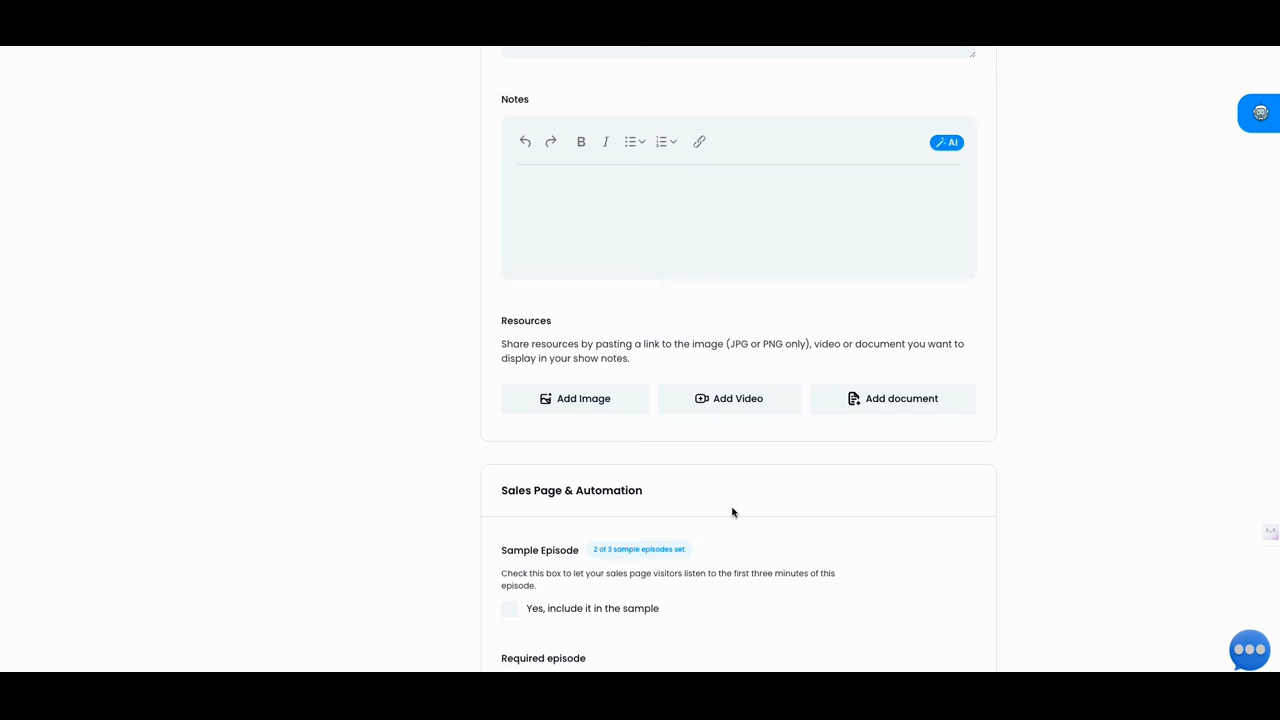 Notes
B I AI
Resources
Share resources by pasting a link to the image (JPG or PNG only), video or document you want to
display in your show notes.
Add Image Add Video Add document
Sales Page & Automation
Sample Episode 2 of 3 sample episodes set
Check this box to let your sales page visitors listen to the first three minutes of this
episode.
Yes, include it in the sample
Required episode